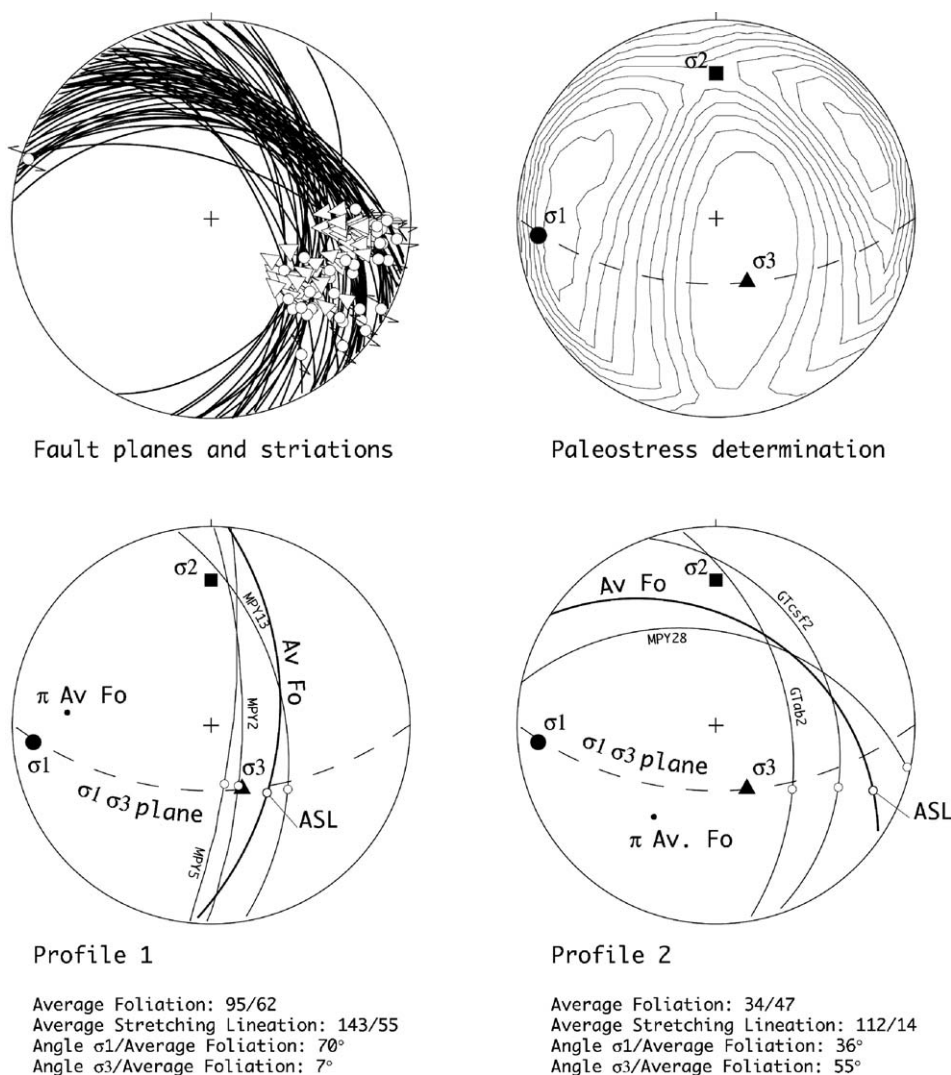 σ2
σ1
σ3
Fault planes and striations
Paleostress determination
σ2
MPY13
Av Fo
π Av Fo
MPY2
σ1
σ3
σ1 σ3 plane
ASL
MPY5
σ2
Av Fo
GTcsf2
MPY28
GTab2
σ1
σ1 σ3 plane
σ3
ASL
π Av. Fo
Profile 1
Average Foliation: 95/62
Average Stretching Lineation: 143/55
Angle σ1/Average Foliation: 70°
Angle σ3/Average Foliation: 7°
Profile 2
Average Foliation: 34/47
Average Stretching Lineation: 112/14
Angle σ1/Average Foliation: 36°
Angle σ3/Average Foliation: 55°